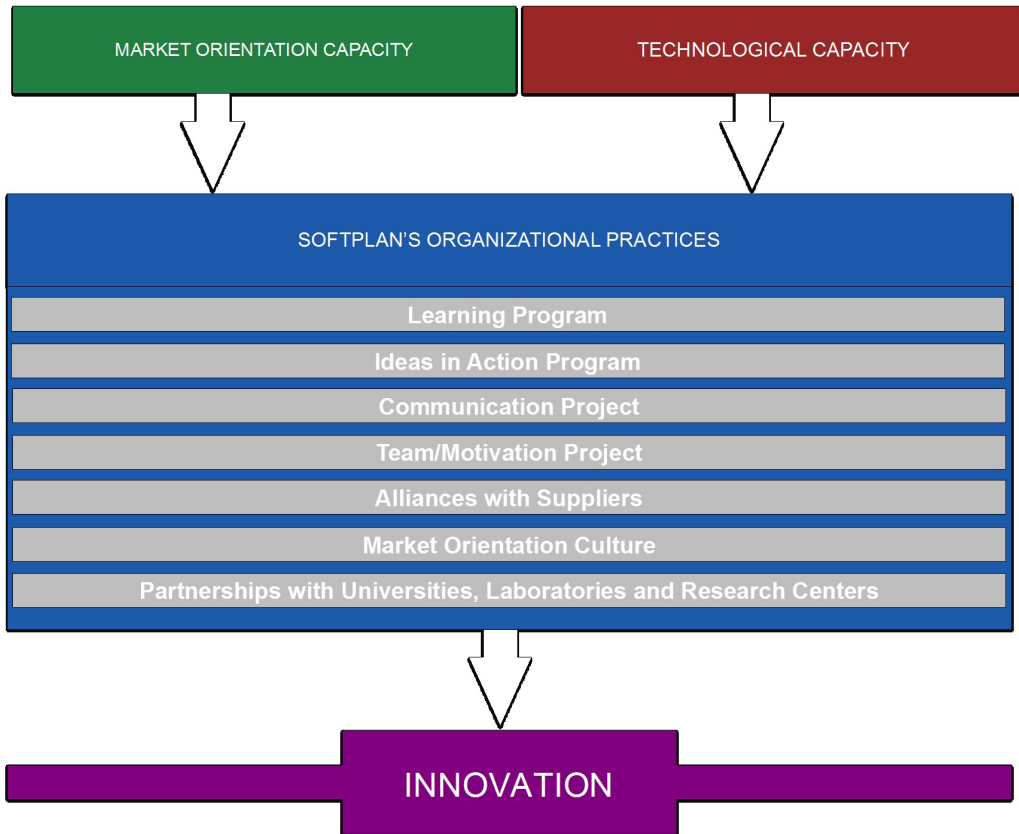 MARKET ORIENTATION CAPACITY
TECHNOLOGICAL CAPACITY
SOFTPLAN'S ORGANIZATIONAL PRACTICES
Learning Program
Ideas in Action Program
Communication Project
Team/Motivation Project
Alliances with Suppliers
Market Orientation Culture
Partnerships with Universities, Laboratories and Research Centers
INNOVATION